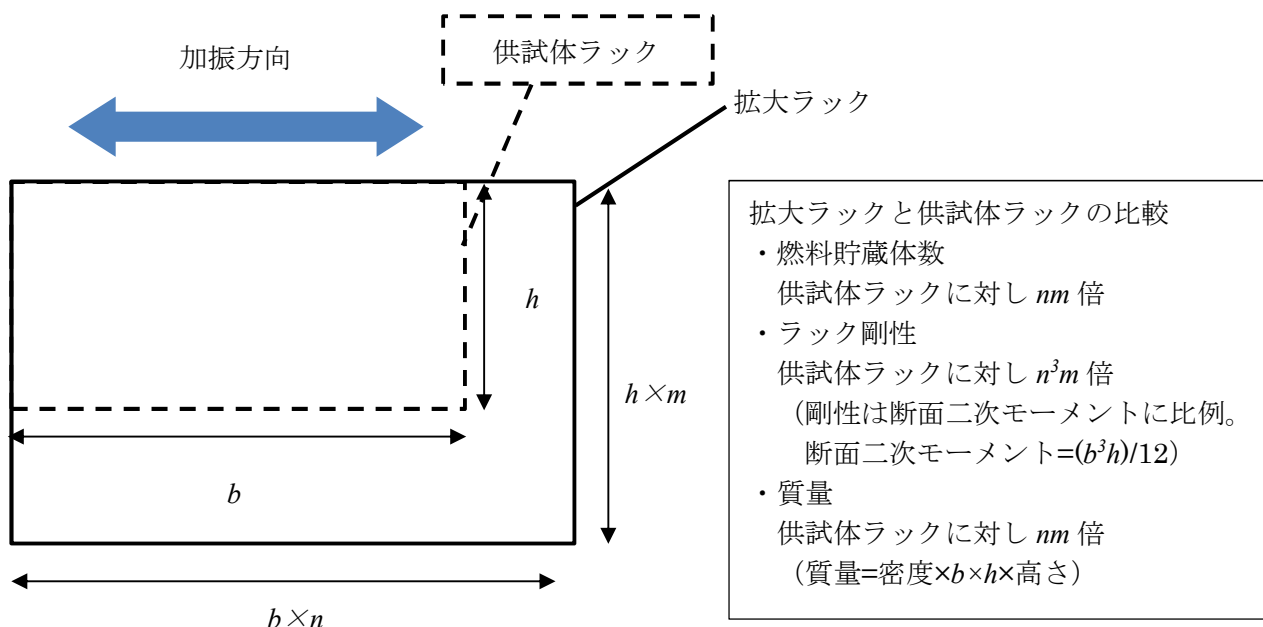 加振方向
供試体ラック
拡大ラック
h
h×m
b
b×n
拡大ラックと供試体ラックの比較
・燃料貯蔵体数
供試体ラックに対し nm 倍
・ラック剛性
供試体ラックに対し n³m 倍
（剛性は断面二次モーメントに比例。
断面二次モーメント=(b³h)/12）
・質量
供試体ラックに対し nm 倍
（質量=密度×b×h×高さ）